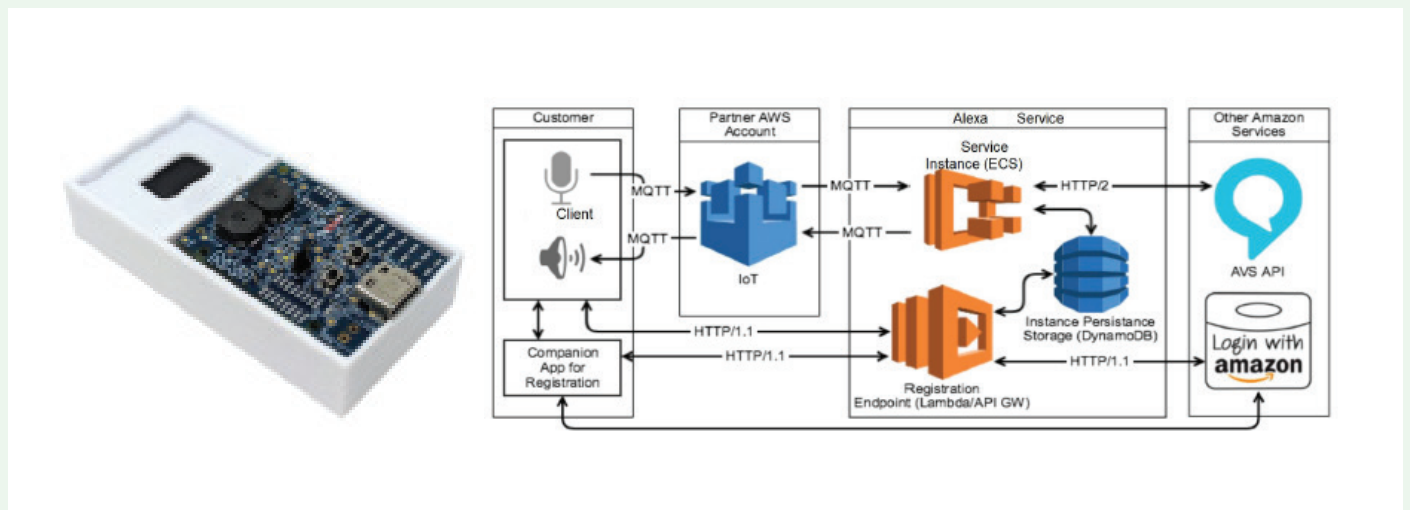 Customer
Partner AWS
Account
Alexa Service
Other Amazon
Services
Client
MQTT
MQTT
IoT
MQTT
MQTT
Service
Instance (ECS)
HTTP/2
AVS API
Instance Persistance
Storage (DynamoDB)
HTTP/1.1
HTTP/1.1
HTTP/1.1
Companion
App for
Registration
Registration
Endpoint (Lambda/API GW)
Login with
amazon